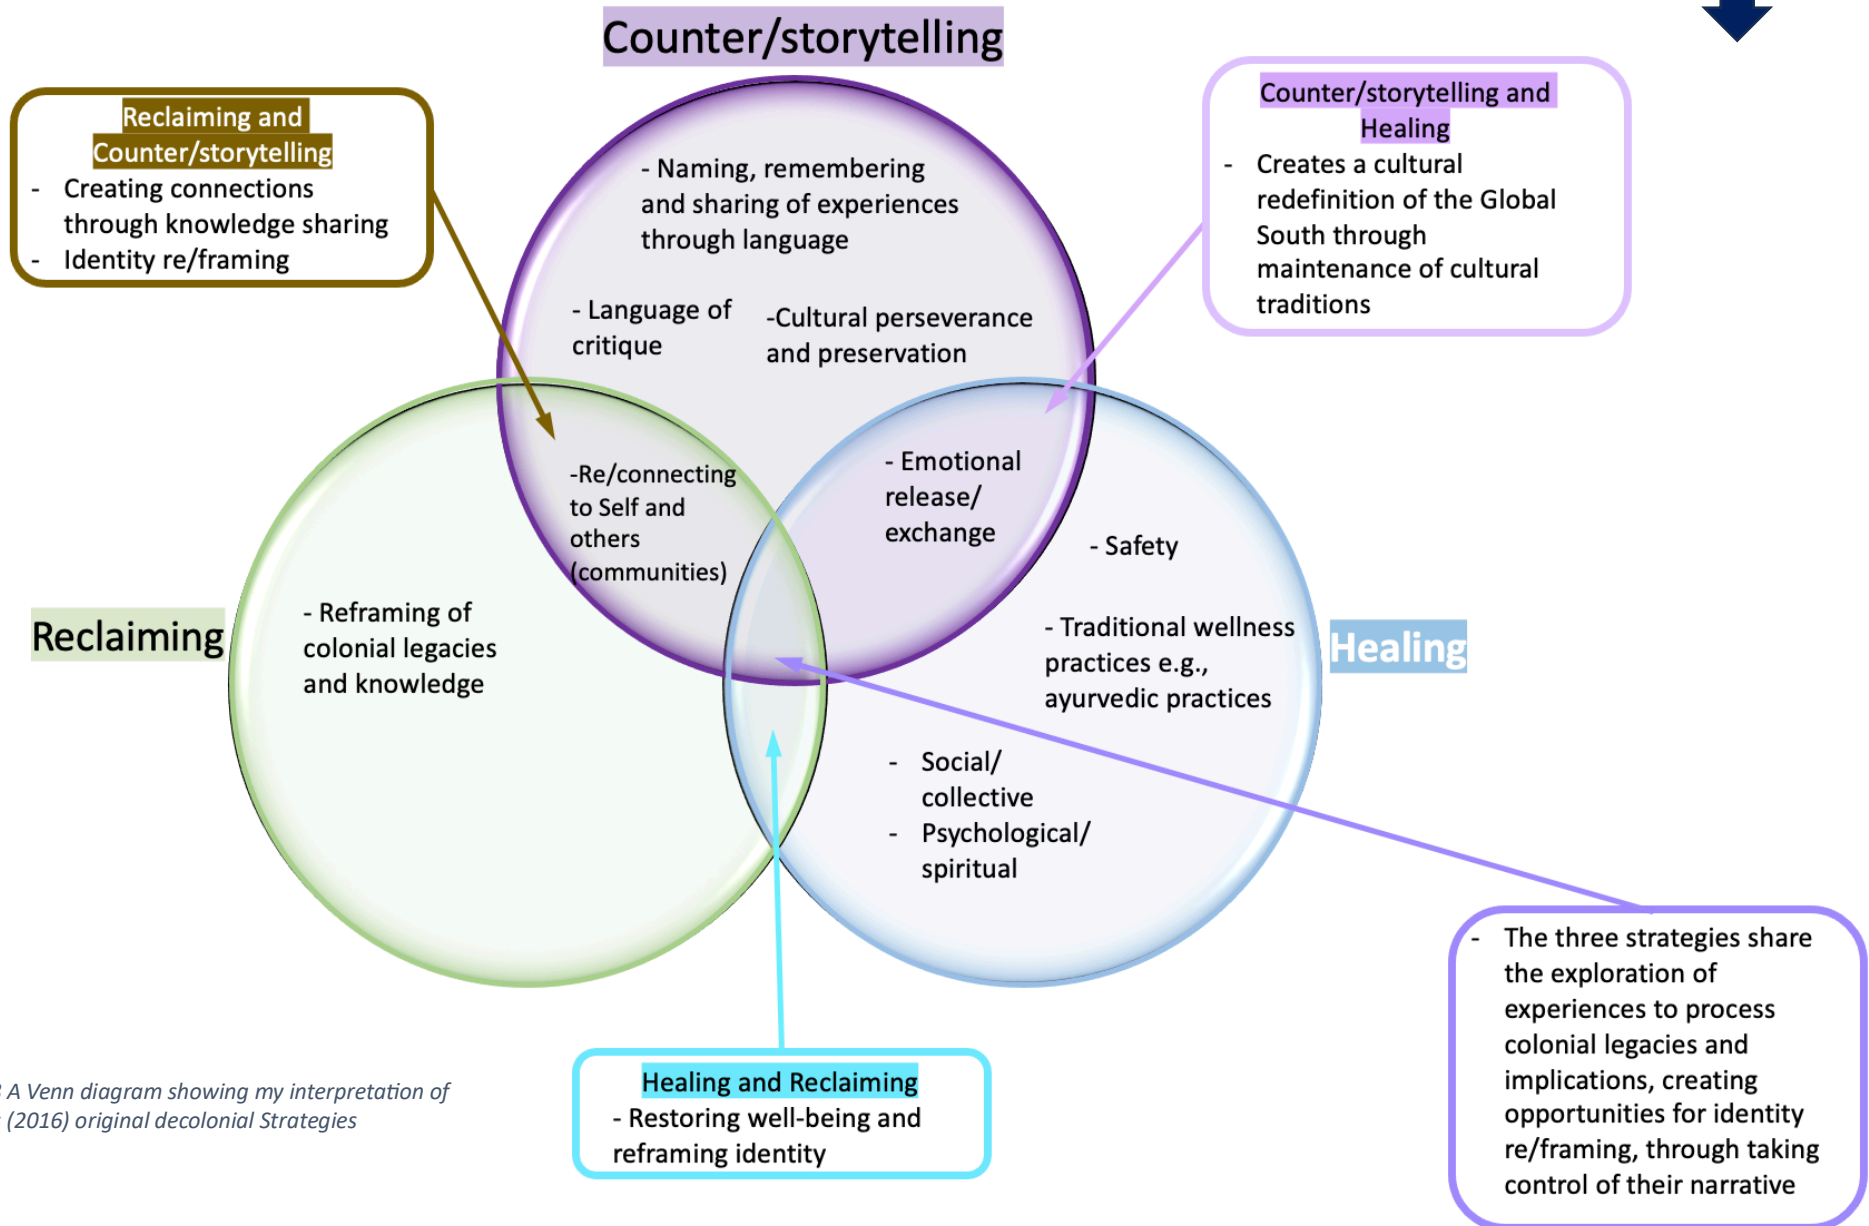 Counter/storytelling
Reclaiming and
Counter/storytelling
- Creating connections
through knowledge sharing
- Identity re/framing
Counter/storytelling and
Healing
- Creates a cultural
redefinition of the Global
South through
maintenance of cultural
traditions
- Naming, remembering
and sharing of experiences
through language
- Language of
critique
-Cultural perseverance
and preservation
-Re/connecting
to Self and
others
(communities)
- Emotional
release/
exchange
Reclaiming
- Reframing of
colonial legacies
and knowledge
Healing
- Safety
- Traditional wellness
practices e.g.,
ayurvedic practices
- Social/
collective
- Psychological/
spiritual
Healing and Reclaiming
- Restoring well-being and
reframing identity
- The three strategies share
the exploration of
experiences to process
colonial legacies and
implications, creating
opportunities for identity
re/framing, through taking
control of their narrative
A Venn diagram showing my interpretation of
(2016) original decolonial Strategies